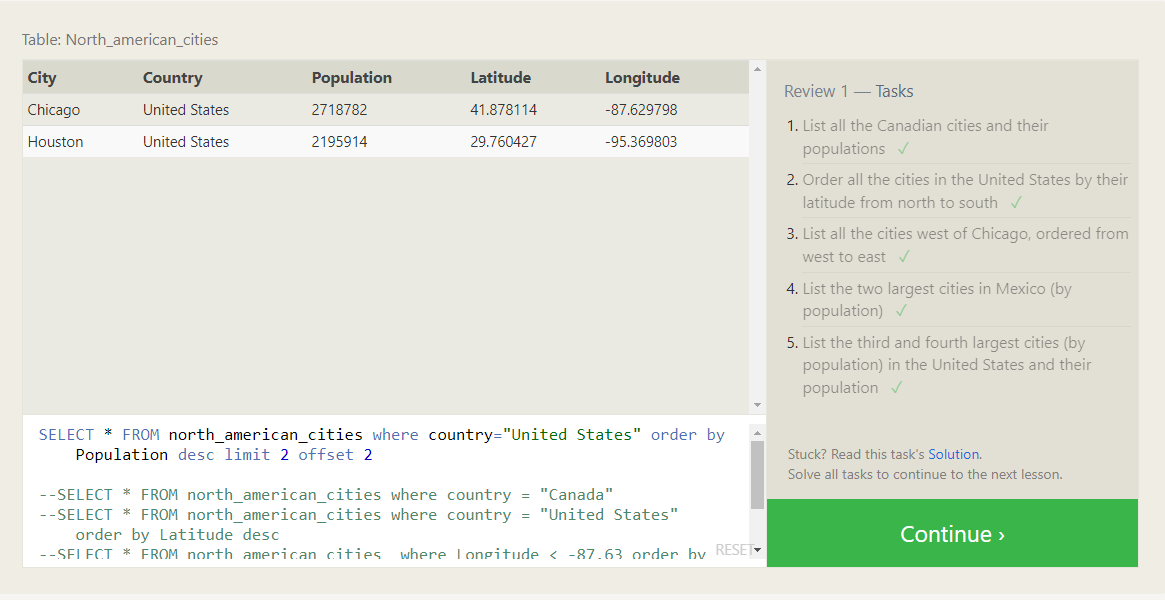 Table: North_american_cities
City Country Population Latitude Longitude
Chicago United States 2718782 41.878114 -87.629798
Houston United States 2195914 29.760427 -95.369803
SELECT * FROM north_american_cities where country="United States" order by
Population desc limit 2 offset 2
--SELECT * FROM north_american_cities where country = "Canada"
--SELECT * FROM north_american_cities where country = "United States"
order by Latitude desc
--SELECT * FROM north_american_cities  where Longitude < -87.63 order by
RESET
Review 1 — Tasks
1. List all the Canadian cities and their
populations ✓
2. Order all the cities in the United States by their
latitude from north to south ✓
3. List all the cities west of Chicago, ordered from
west to east ✓
4. List the two largest cities in Mexico (by
population) ✓
5. List the third and fourth largest cities (by
population) in the United States and their
population ✓
Stuck? Read this task's Solution.
Solve all tasks to continue to the next lesson.
Continue ›